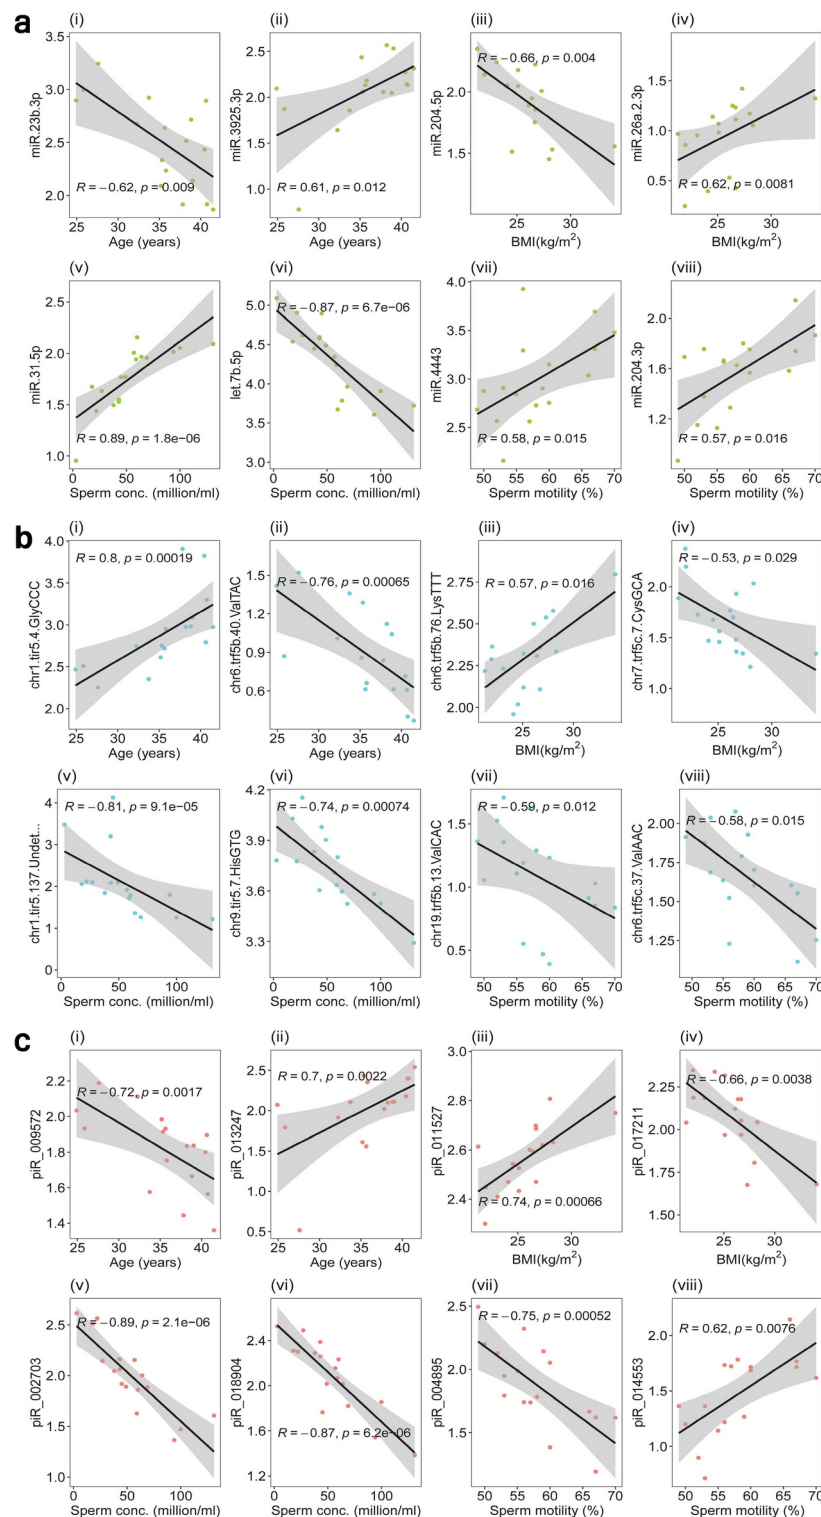 a
(i)
(ii)
(iii)
(iv)
miR.23b.3p
3.5
3.0
2.5
2.0
R = −0.62, p = 0.009
25 30 35 40
Age (years)
miR.3925.3p
2.5
2.0
1.5
1.0
R = 0.61, p = 0.012
25 30 35 40
Age (years)
miR.204.5p
2.0
1.5
R = −0.66, p = 0.004
25 30
BMI(kg/m²)
miR.26a.2.3p
1.5
1.0
0.5
R = 0.62, p = 0.0081
25 30
BMI(kg/m²)
(v)
(vi)
(vii)
(viii)
miR.31.5p
2.5
2.0
1.5
1.0
R = 0.89, p = 1.8e−06
0 50 100
Sperm conc. (million/ml)
let.7b.5p
5.0
4.5
4.0
3.5
3.0
R = −0.87, p = 6.7e−06
0 50 100
Sperm conc. (million/ml)
miR.4443
4.0
3.5
3.0
2.5
R = 0.58, p = 0.015
50 55 60 65 70
Sperm motility (%)
miR.204.3p
2.0
1.6
1.2
R = 0.57, p = 0.016
50 55 60 65 70
Sperm motility (%)
b
(i)
(ii)
(iii)
(iv)
chr1.tir5.4.GlyCCC
4.0
3.5
3.0
2.5
2.0
R = 0.8, p = 0.00019
25 30 35 40
Age (years)
chr6.trf5b.40.ValTAC
1.5
1.2
0.9
0.6
R = −0.76, p = 0.00065
25 30 35 40
Age (years)
chr6.trf5b.76.LysTTT
2.75
2.50
2.25
2.00
R = 0.57, p = 0.016
25 30
BMI(kg/m²)
chr7.trf5c.7.CysGCA
2.0
1.5
1.0
R = −0.53, p = 0.029
25 30
BMI(kg/m²)
(v)
(vi)
(vii)
(viii)
chr1.tir5.137.Undet...
4
3
2
1
0
R = −0.81, p = 9.1e−05
0 50 100
Sperm conc. (million/ml)
chr9.tir5.7.HisGTG
4.2
3.9
3.6
3.3
R = −0.74, p = 0.00074
0 50 100
Sperm conc. (million/ml)
chr19.trf5b.13.ValCAC
1.5
1.0
0.5
R = −0.59, p = 0.012
50 55 60 65 70
Sperm motility (%)
chr6.trf5c.37.ValAAC
2.00
1.75
1.50
1.25
R = −0.58, p = 0.015
50 55 60 65 70
Sperm motility (%)
c
(i)
(ii)
(iii)
(iv)
piR_009572
2.2
2.0
1.8
1.6
1.4
R = −0.72, p = 0.0017
25 30 35 40
Age (years)
piR_013247
2.5
2.0
1.5
1.0
0.5
R = 0.7, p = 0.0022
25 30 35 40
Age (years)
piR_011527
3.0
2.8
2.6
2.4
2.2
R = 0.74, p = 0.00066
25 30
BMI(kg/m²)
piR_017211
2.25
2.00
1.75
1.50
R = −0.66, p = 0.0038
25 30
BMI(kg/m²)
(v)
(vi)
(vii)
(viii)
piR_002703
2.5
2.0
1.5
1.0
R = −0.89, p = 2.1e−06
0 50 100
Sperm conc. (million/ml)
piR_018904
2.4
2.0
1.6
1.2
R = −0.87, p = 6.2e−06
0 50 100
Sperm conc. (million/ml)
piR_004895
2.5
2.0
1.5
R = −0.75, p = 0.00052
50 55 60 65 70
Sperm motility (%)
piR_014553
2.0
1.5
1.0
R = 0.62, p = 0.0076
50 55 60 65 70
Sperm motility (%)